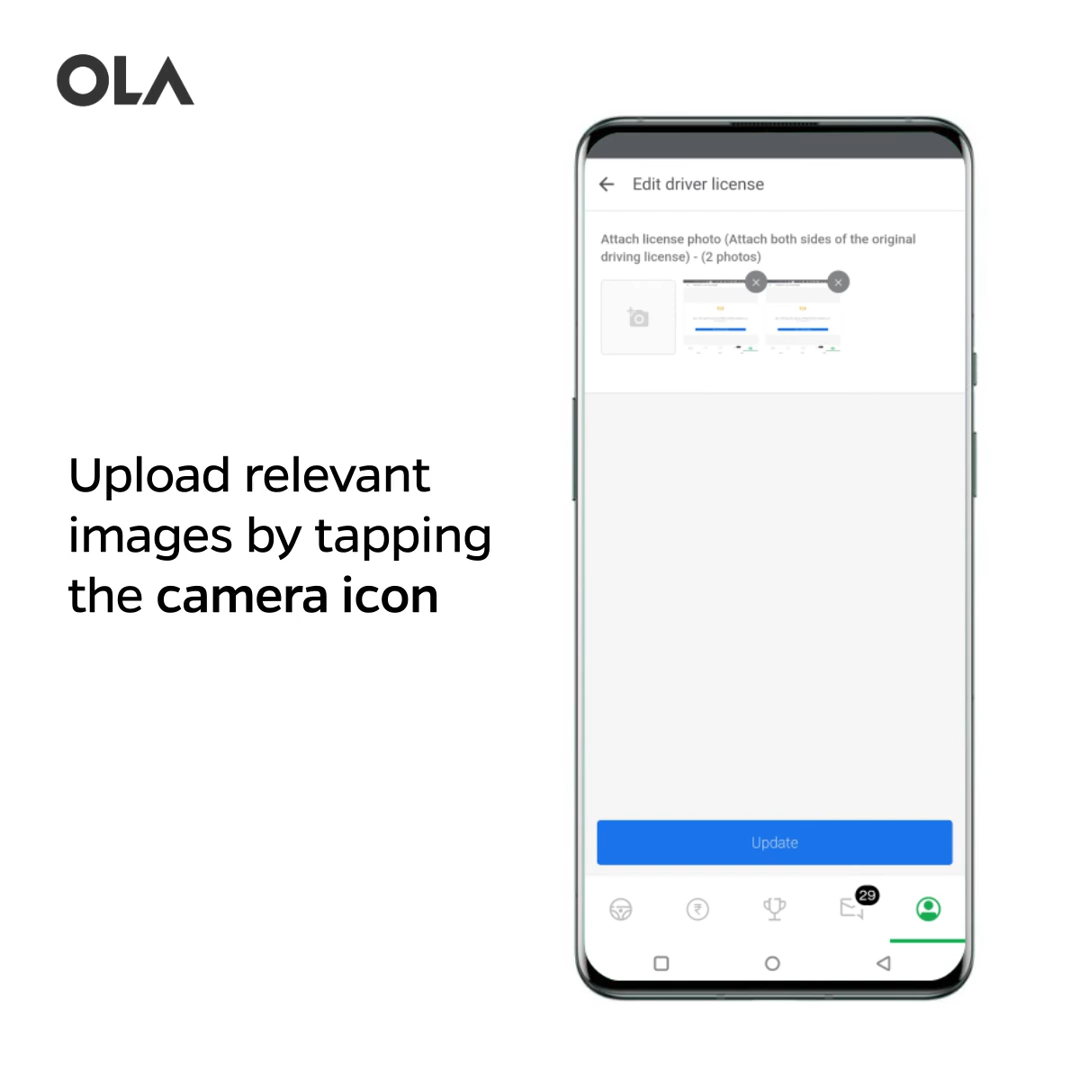 OLA
Upload relevant
images by tapping
the camera icon
Edit driver license
Attach license photo (Attach both sides of the original
driving license) - (2 photos)
Update
29